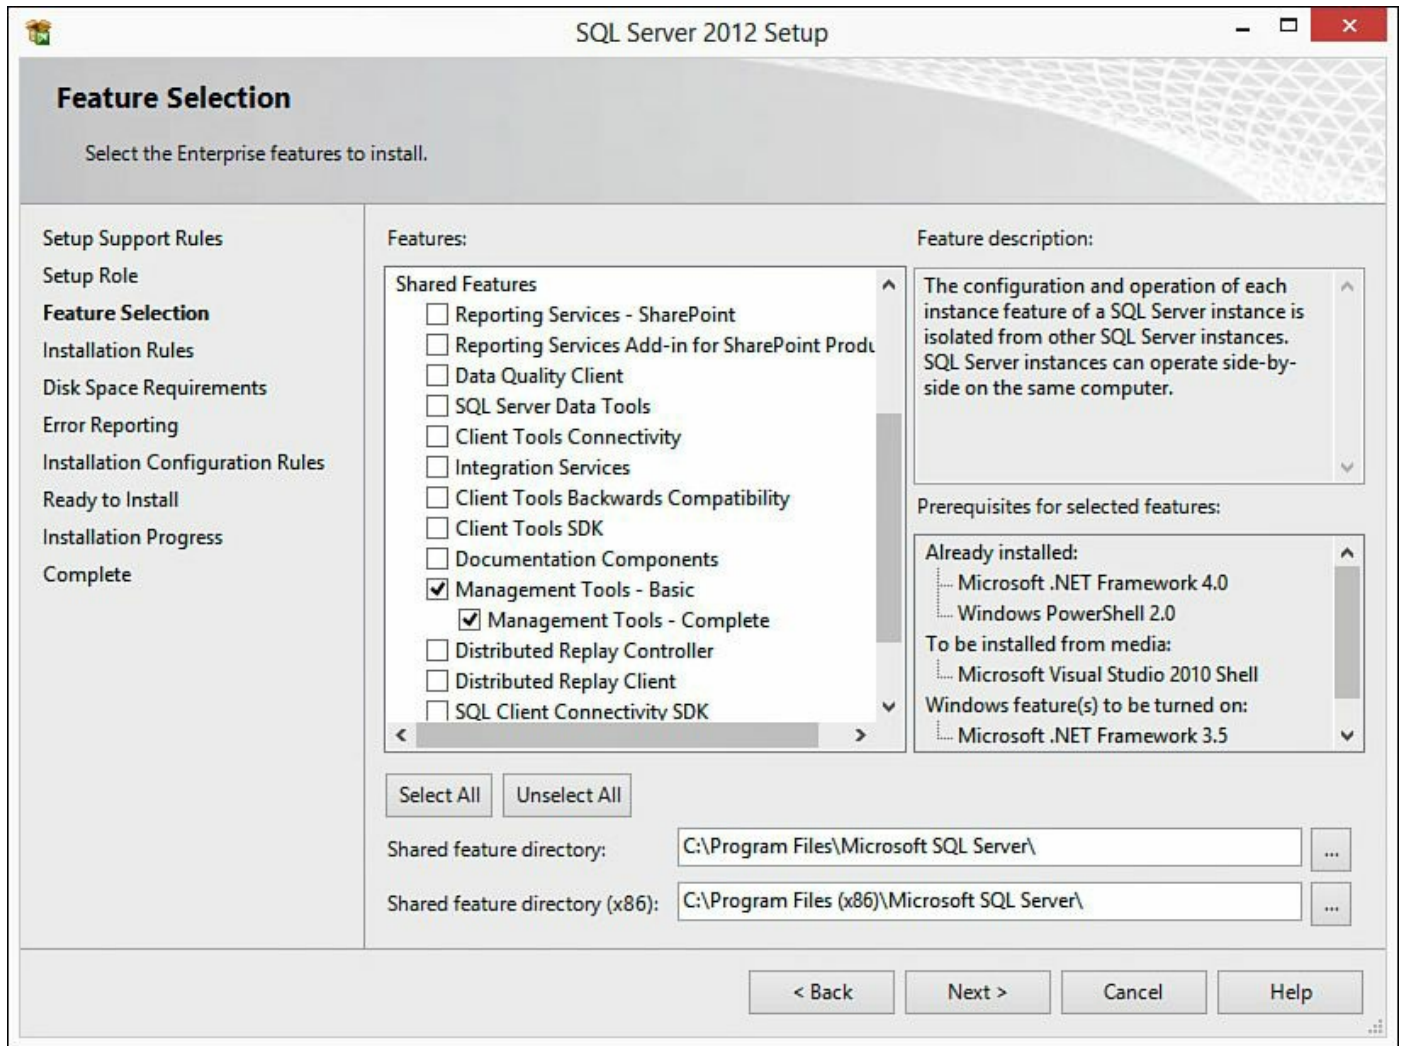 SQL Server 2012 Setup
Feature Selection
Select the Enterprise features to install.
Setup Support Rules
Setup Role
Feature Selection
Installation Rules
Disk Space Requirements
Error Reporting
Installation Configuration Rules
Ready to Install
Installation Progress
Complete
Features:
Shared Features
Reporting Services - SharePoint
Reporting Services Add-in for SharePoint Produ
Data Quality Client
SQL Server Data Tools
Client Tools Connectivity
Integration Services
Client Tools Backwards Compatibility
Client Tools SDK
Documentation Components
Management Tools - Basic
Management Tools - Complete
Distributed Replay Controller
Distributed Replay Client
SQL Client Connectivity SDK
Feature description:
The configuration and operation of each
instance feature of a SQL Server instance is
isolated from other SQL Server instances.
SQL Server instances can operate side-by-
side on the same computer.
Prerequisites for selected features:
Already installed:
Microsoft .NET Framework 4.0
Windows PowerShell 2.0
To be installed from media:
Microsoft Visual Studio 2010 Shell
Windows feature(s) to be turned on:
Microsoft .NET Framework 3.5
Select All
Unselect All
Shared feature directory:
C:\Program Files\Microsoft SQL Server\
...
Shared feature directory (x86):
C:\Program Files (x86)\Microsoft SQL Server\
...
< Back
Next >
Cancel
Help